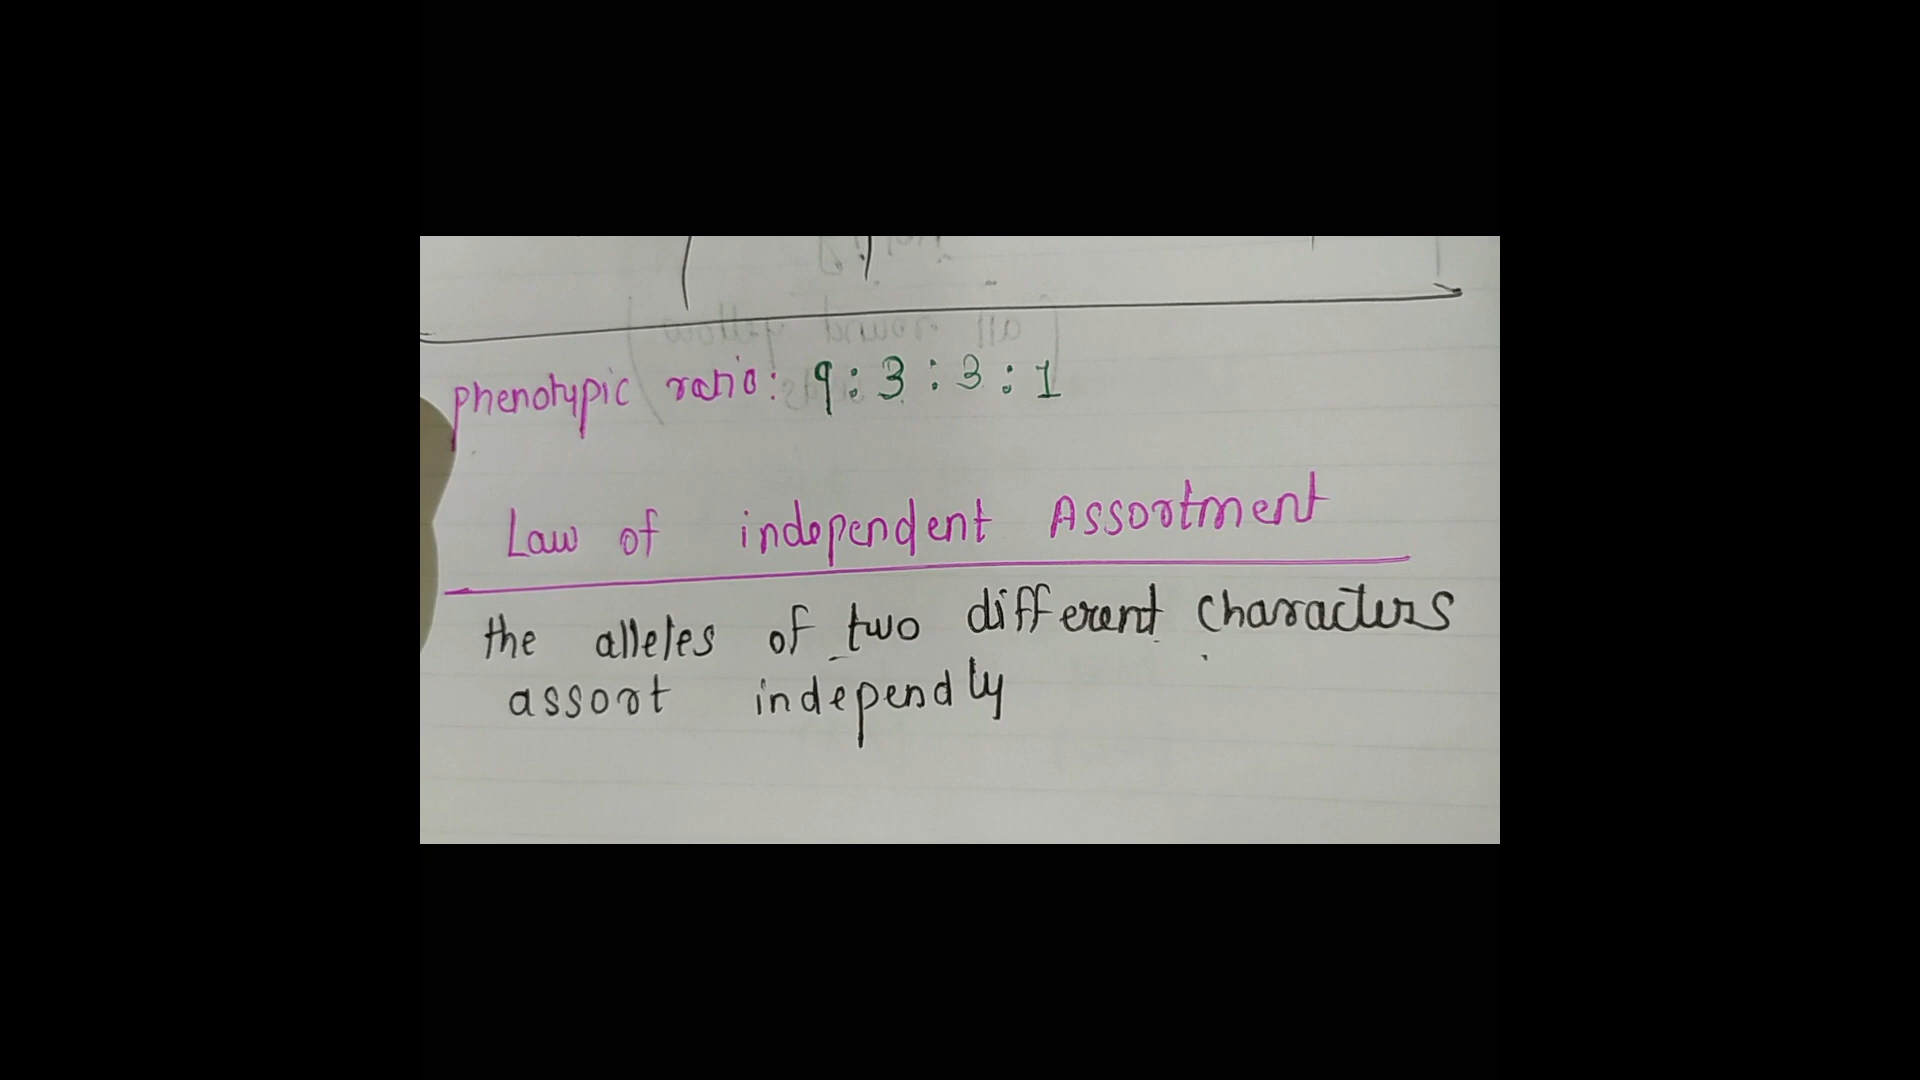 phenotypic ratio: 9:3:3:1
Law of independent Assortment
the alleles of two different characters
assort independly